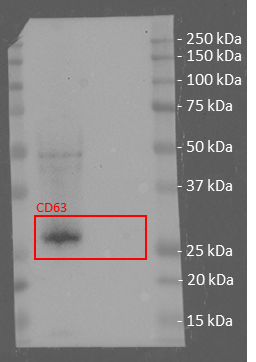 - 250 kDa
- 150 kDa
- 100 kDa
- 75 kDa
- 50 kDa
- 37 kDa
CD63
- 25 kDa
- 20 kDa
- 15 kDa